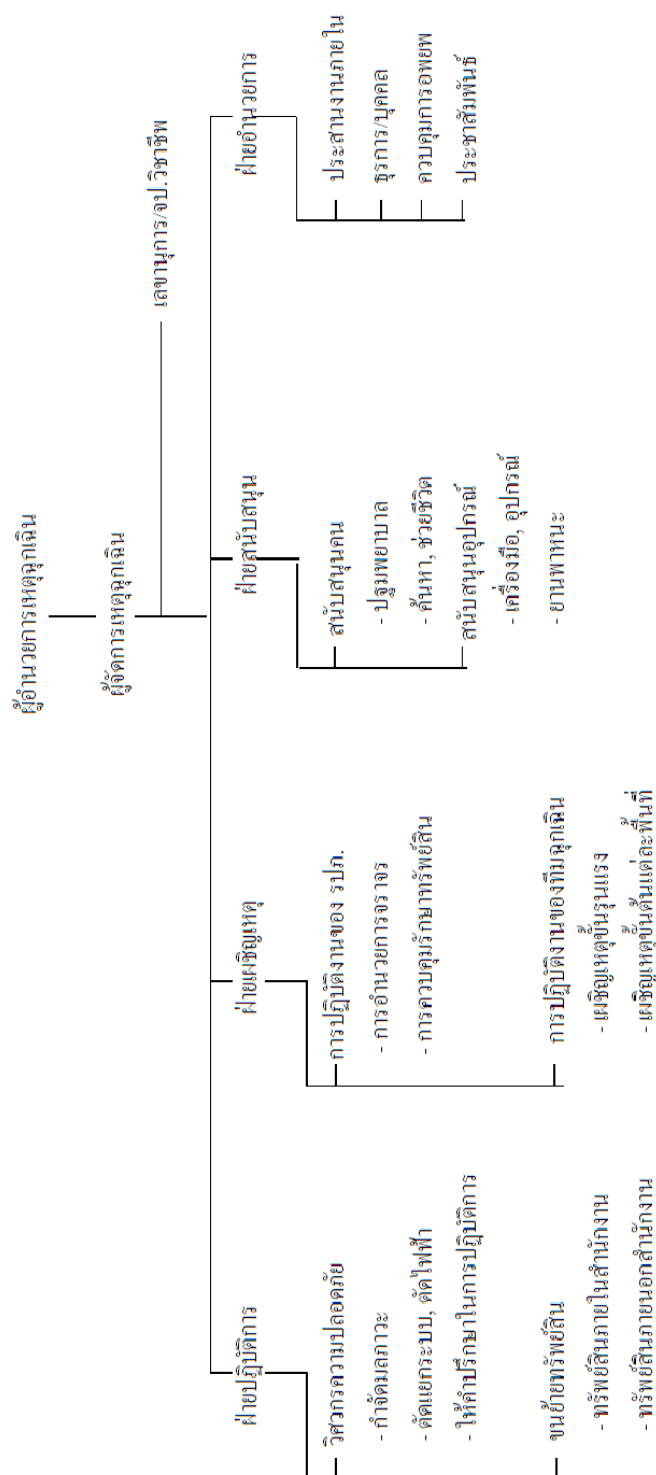 ผู้อำนวยการเหตุฉุกเฉิน
ผู้จัดการเหตุฉุกเฉิน
เลขานุการ/จป.วิชาชีพ
ฝ่ายปฏิบัติการ
วิศวกรความปลอดภัย
- กำจัดมลภาวะ
- ตัดแยกระบบ, ตัดไฟฟ้า
- ให้คำปรึกษาในการปฏิบัติการ
ขนย้ายทรัพย์สิน
- ทรัพย์สินภายในสำนักงาน
- ทรัพย์สินภายนอกสำนักงาน
ฝ่ายเผชิญเหตุ
การปฏิบัติงานของ รปภ.
- การอำนวยการจราจร
- การควบคุมรักษาทรัพย์สิน
การปฏิบัติงานของทีมฉุกเฉิน
- เผชิญเหตุขั้นรุนแรง
- เผชิญเหตุขั้นต้นแต่ละพื้นที่
ฝ่ายสนับสนุน
สนับสนุนคน
- ปฐมพยาบาล
- ค้นหา, ช่วยชีวิต
สนับสนุนอุปกรณ์
- เครื่องมือ, อุปกรณ์
- ยานพาหนะ
ฝ่ายอำนวยการ
ประสานงานภายใน
ธุรการ/บุคคล
ควบคุมการอพยพ
ประชาสัมพันธ์